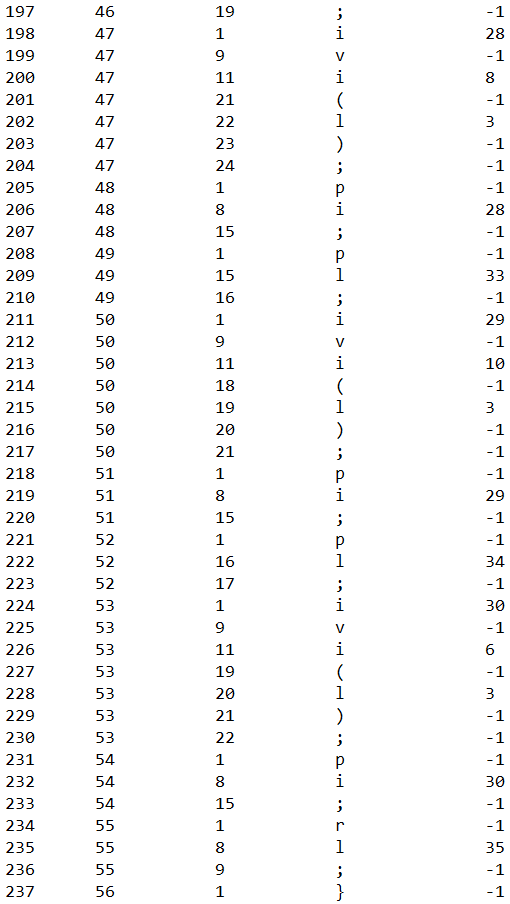 197 46 19 ; -1
198 47 1 i 28
199 47 9 v -1
200 47 11 i 8
201 47 21 ( -1
202 47 22 l 3
203 47 23 ) -1
204 47 24 ; -1
205 48 1 p -1
206 48 8 i 28
207 48 15 ; -1
208 49 1 p -1
209 49 15 l 33
210 49 16 ; -1
211 50 1 i 29
212 50 9 v -1
213 50 11 i 10
214 50 18 ( -1
215 50 19 l 3
216 50 20 ) -1
217 50 21 ; -1
218 51 1 p -1
219 51 8 i 29
220 51 15 ; -1
221 52 1 p -1
222 52 16 l 34
223 52 17 ; -1
224 53 1 i 30
225 53 9 v -1
226 53 11 i 6
227 53 19 ( -1
228 53 20 l 3
229 53 21 ) -1
230 53 22 ; -1
231 54 1 p -1
232 54 8 i 30
233 54 15 ; -1
234 55 1 r -1
235 55 8 l 35
236 55 9 ; -1
237 56 1 } -1